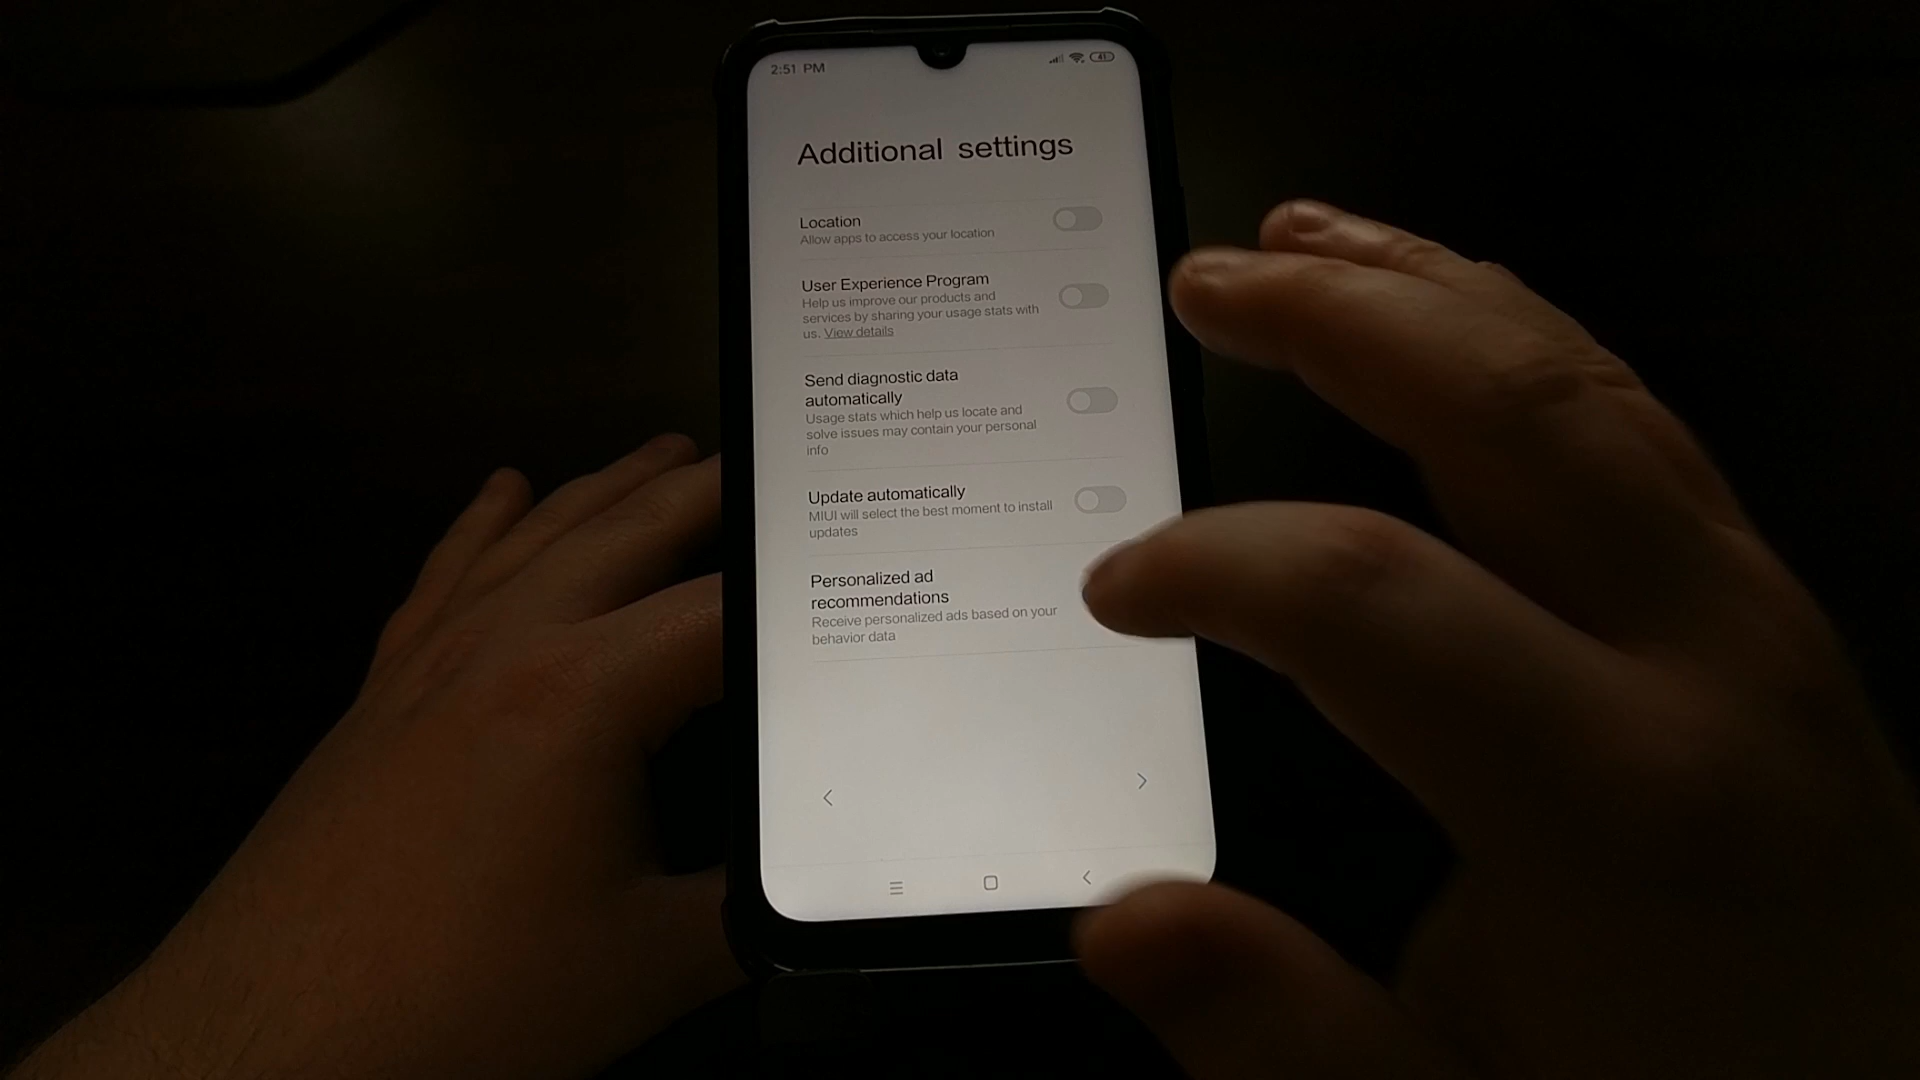 2:51 PM
41
Additional settings
Location
Allow apps to access your location
User Experience Program
Help us improve our products and
services by sharing your usage stats with
us. View details
Send diagnostic data
automatically
Usage stats which help us locate and
solve issues may contain your personal
info
Update automatically
MIUI will select the best moment to install
updates
Personalized ad
recommendations
Receive personalized ads based on your
behavior data